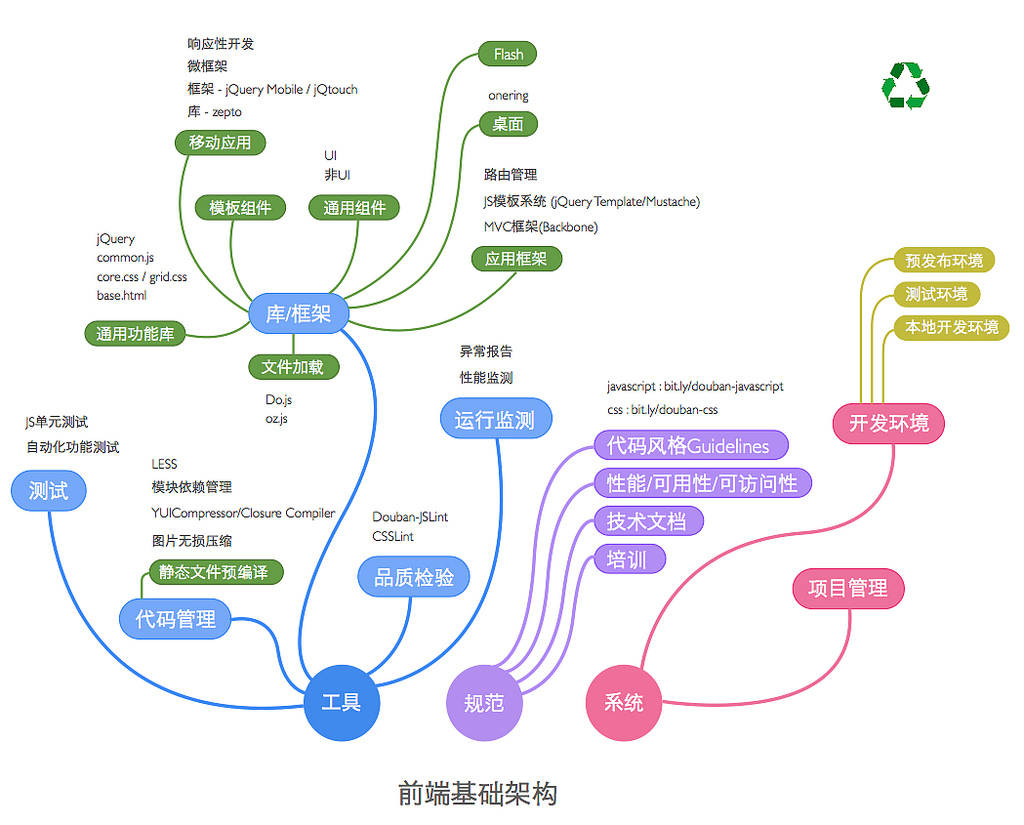 响应性开发
微框架
框架 - jQuery Mobile / jQtouch
库 - zepto
移动应用
Flash
onering
桌面
UI
非UI
模板组件
通用组件
路由管理
JS模板系统 (jQuery Template/Mustache)
MVC框架(Backbone)
应用框架
jQuery
common.js
core.css / grid.css
base.html
通用功能库
库/框架
文件加载
Do.js
oz.js
预发布环境
测试环境
本地开发环境
开发环境
异常报告
性能监测
运行监测
javascript : bit.ly/douban-javascript
css : bit.ly/douban-css
代码风格Guidelines
性能/可用性/可访问性
技术文档
培训
JS单元测试
自动化功能测试
测试
LESS
模块依赖管理
YUICompressor/Closure Compiler
图片无损压缩
静态文件预编译
代码管理
Douban-JSLint
CSSLint
品质检验
项目管理
工具
规范
系统
前端基础架构